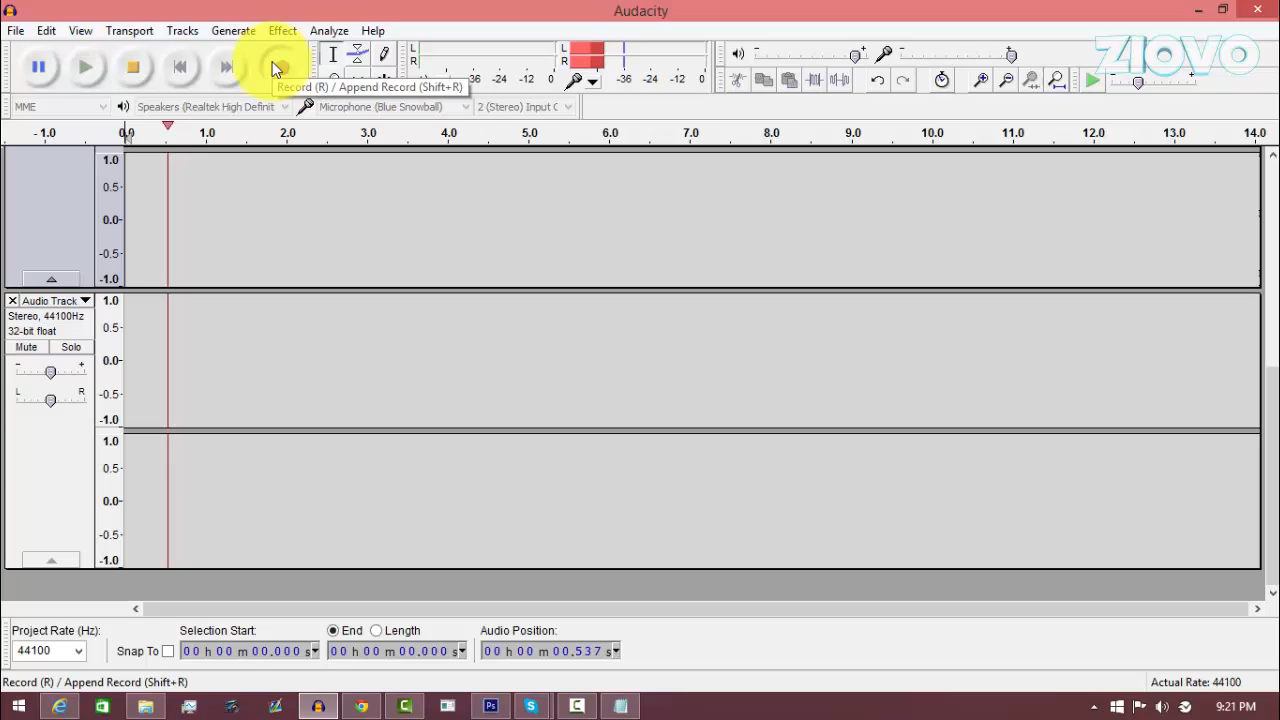 Audacity
File Edit View Transport Tracks Generate Effect Analyze Help
ZIOVO
L
R
-36 -24 -12 0
L
R
-36 -24 -12 0
Record (R) / Append Record (Shift+R)
MME Speakers (Realtek High Definit Microphone (Blue Snowball) 2 (Stereo) Input C
-1.0 0.0 1.0 2.0 3.0 4.0 5.0 6.0 7.0 8.0 9.0 10.0 11.0 12.0 13.0 14.0
1.0
0.5
0.0
-0.5
-1.0
Audio Track
Stereo, 44100Hz
32-bit float
Mute Solo
- +
L R
1.0
0.5
0.0
-0.5
-1.0
1.0
0.5
0.0
-0.5
-1.0
Project Rate (Hz):
44100
Snap To
Selection Start:
00 h 00 m 00.000 s
End Length
00 h 00 m 00.000 s
Audio Position:
00 h 00 m 00.537 s
Record (R) / Append Record (Shift+R)
Actual Rate: 44100
9:21 PM